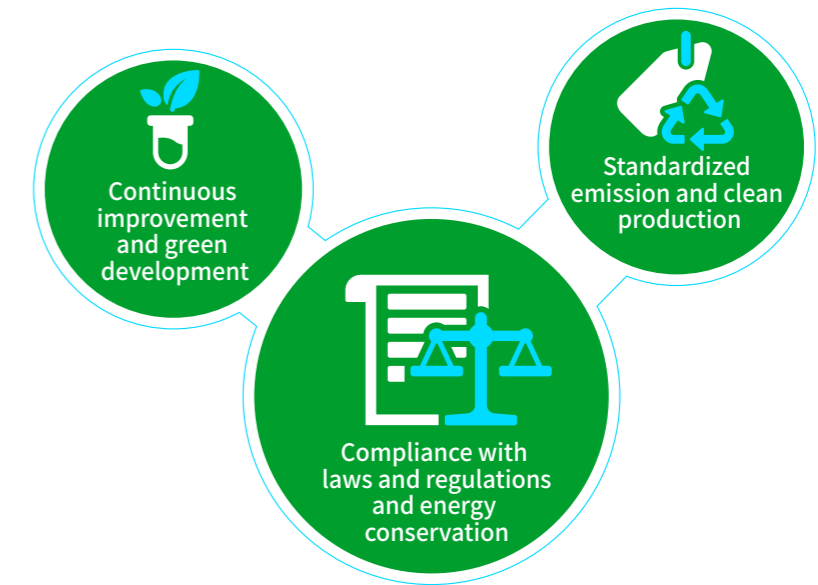 Continuous
improvement
and green
development
Standardized
emission and clean
production
Compliance with
laws and regulations
and energy
conservation